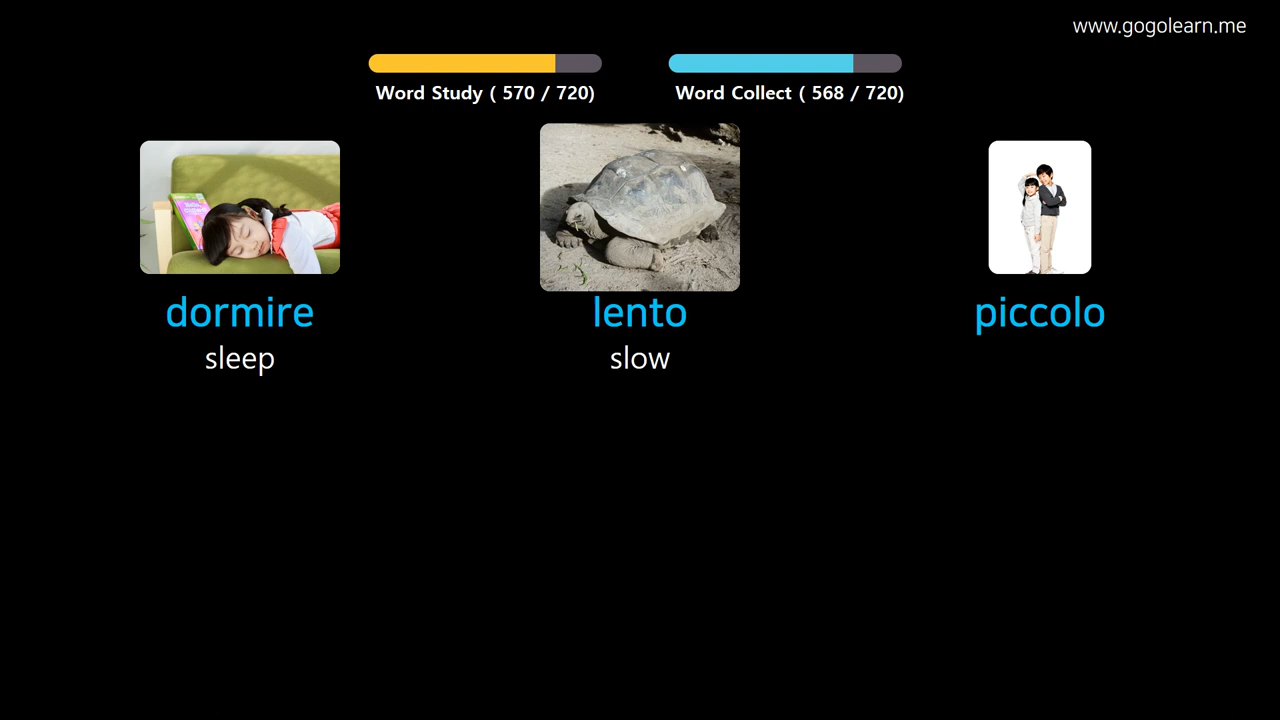 www.gogolearn.me
Word Study ( 570 / 720)
Word Collect ( 568 / 720)
dormire
lento
piccolo
sleep
slow